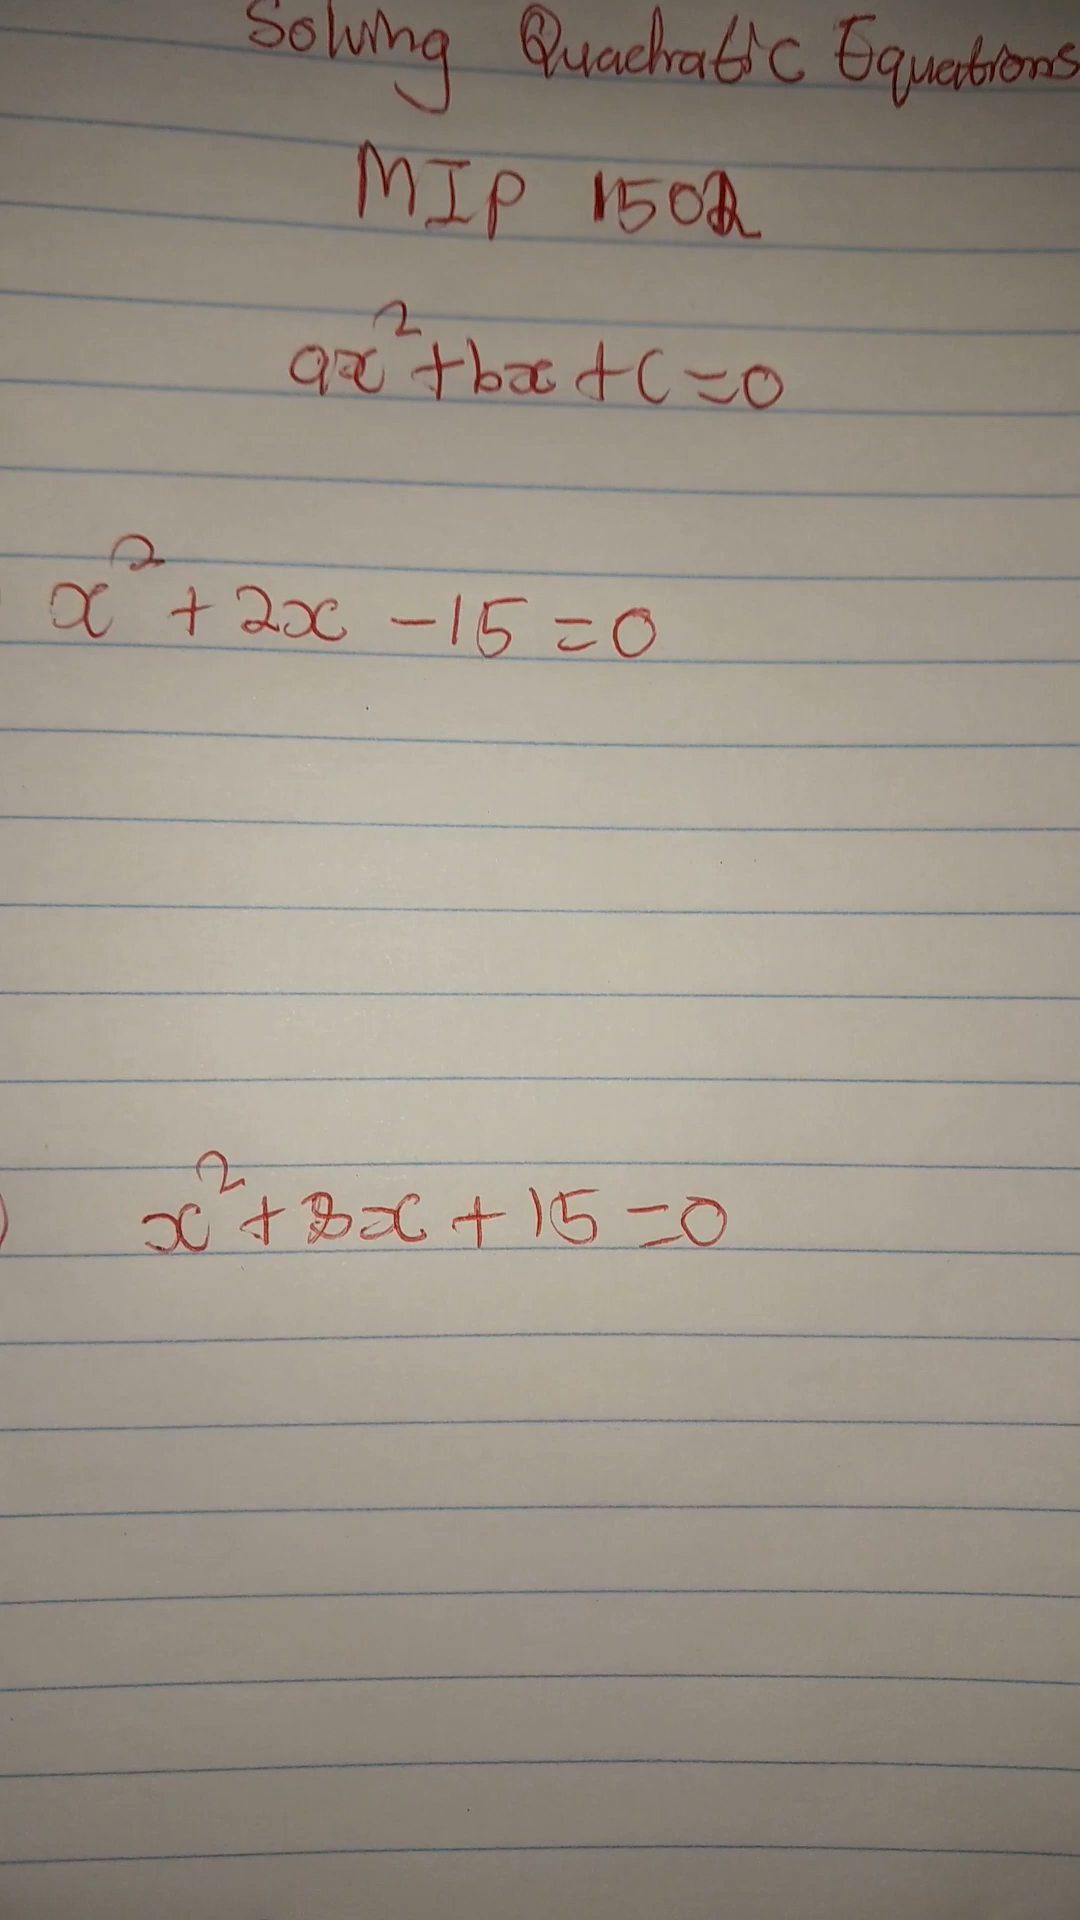 Solving Quadratic Equations
MIP 1502
ax² + bx + c = 0
x² + 2x - 15 = 0
) x² + 8x + 15 = 0